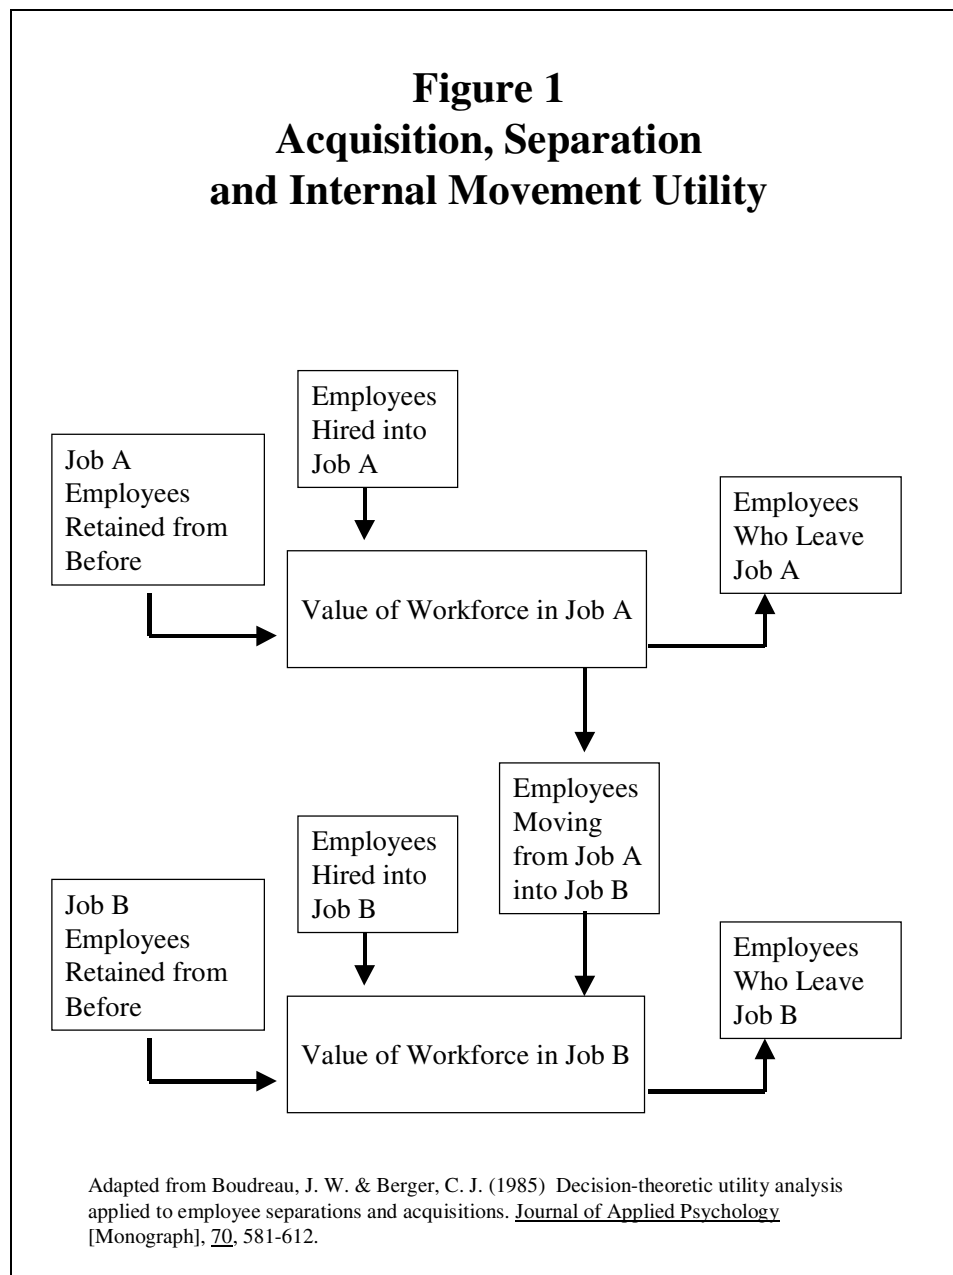 Figure 1
Acquisition, Separation
and Internal Movement Utility
Employees
Hired into
Job A
Job A
Employees
Retained from
Before
Employees
Who Leave
Job A
Value of Workforce in Job A
Employees
Moving
from Job A
into Job B
Employees
Hired into
Job B
Job B
Employees
Retained from
Before
Employees
Who Leave
Job B
Value of Workforce in Job B
Adapted from Boudreau, J. W. & Berger, C. J. (1985)  Decision-theoretic utility analysis
applied to employee separations and acquisitions. Journal of Applied Psychology
[Monograph], 70, 581-612.